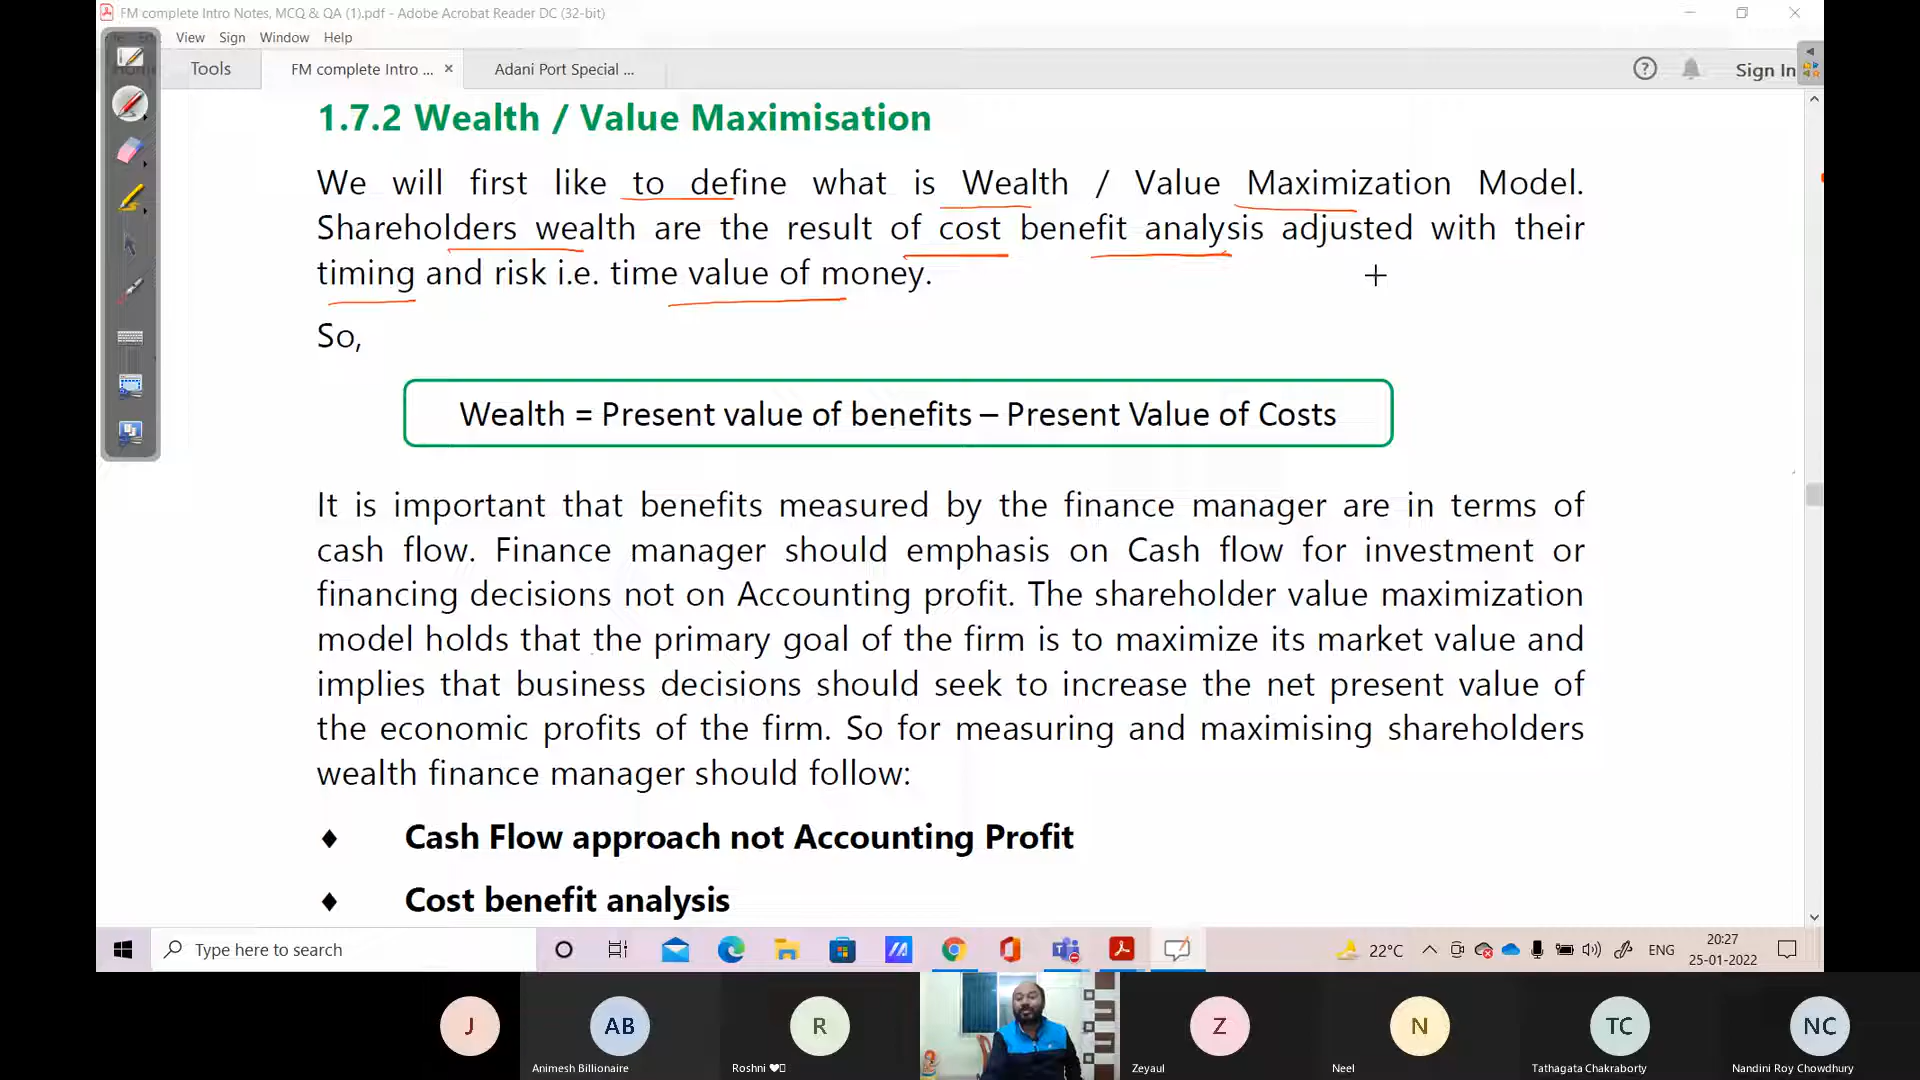 FM complete Intro Notes, MCQ & QA (1).pdf - Adobe Acrobat Reader DC (32-bit)
View Sign Window Help
Tools
FM complete Intro ...
Adani Port Special ...
Sign In
1.7.2 Wealth / Value Maximisation
We will first like to define what is Wealth / Value Maximization Model.
Shareholders wealth are the result of cost benefit analysis adjusted with their
timing and risk i.e. time value of money.
So,
Wealth = Present value of benefits – Present Value of Costs
It is important that benefits measured by the finance manager are in terms of
cash flow. Finance manager should emphasis on Cash flow for investment or
financing decisions not on Accounting profit. The shareholder value maximization
model holds that the primary goal of the firm is to maximize its market value and
implies that business decisions should seek to increase the net present value of
the economic profits of the firm. So for measuring and maximising shareholders
wealth finance manager should follow:
♦ Cash Flow approach not Accounting Profit
♦ Cost benefit analysis
Type here to search
22°C
ENG
20:27
25-01-2022
J
AB
R
Z
N
TC
NC
Animesh Billionaire
Roshni ♥
Zeyaul
Neel
Tathagata Chakraborty
Nandini Roy Chowdhury